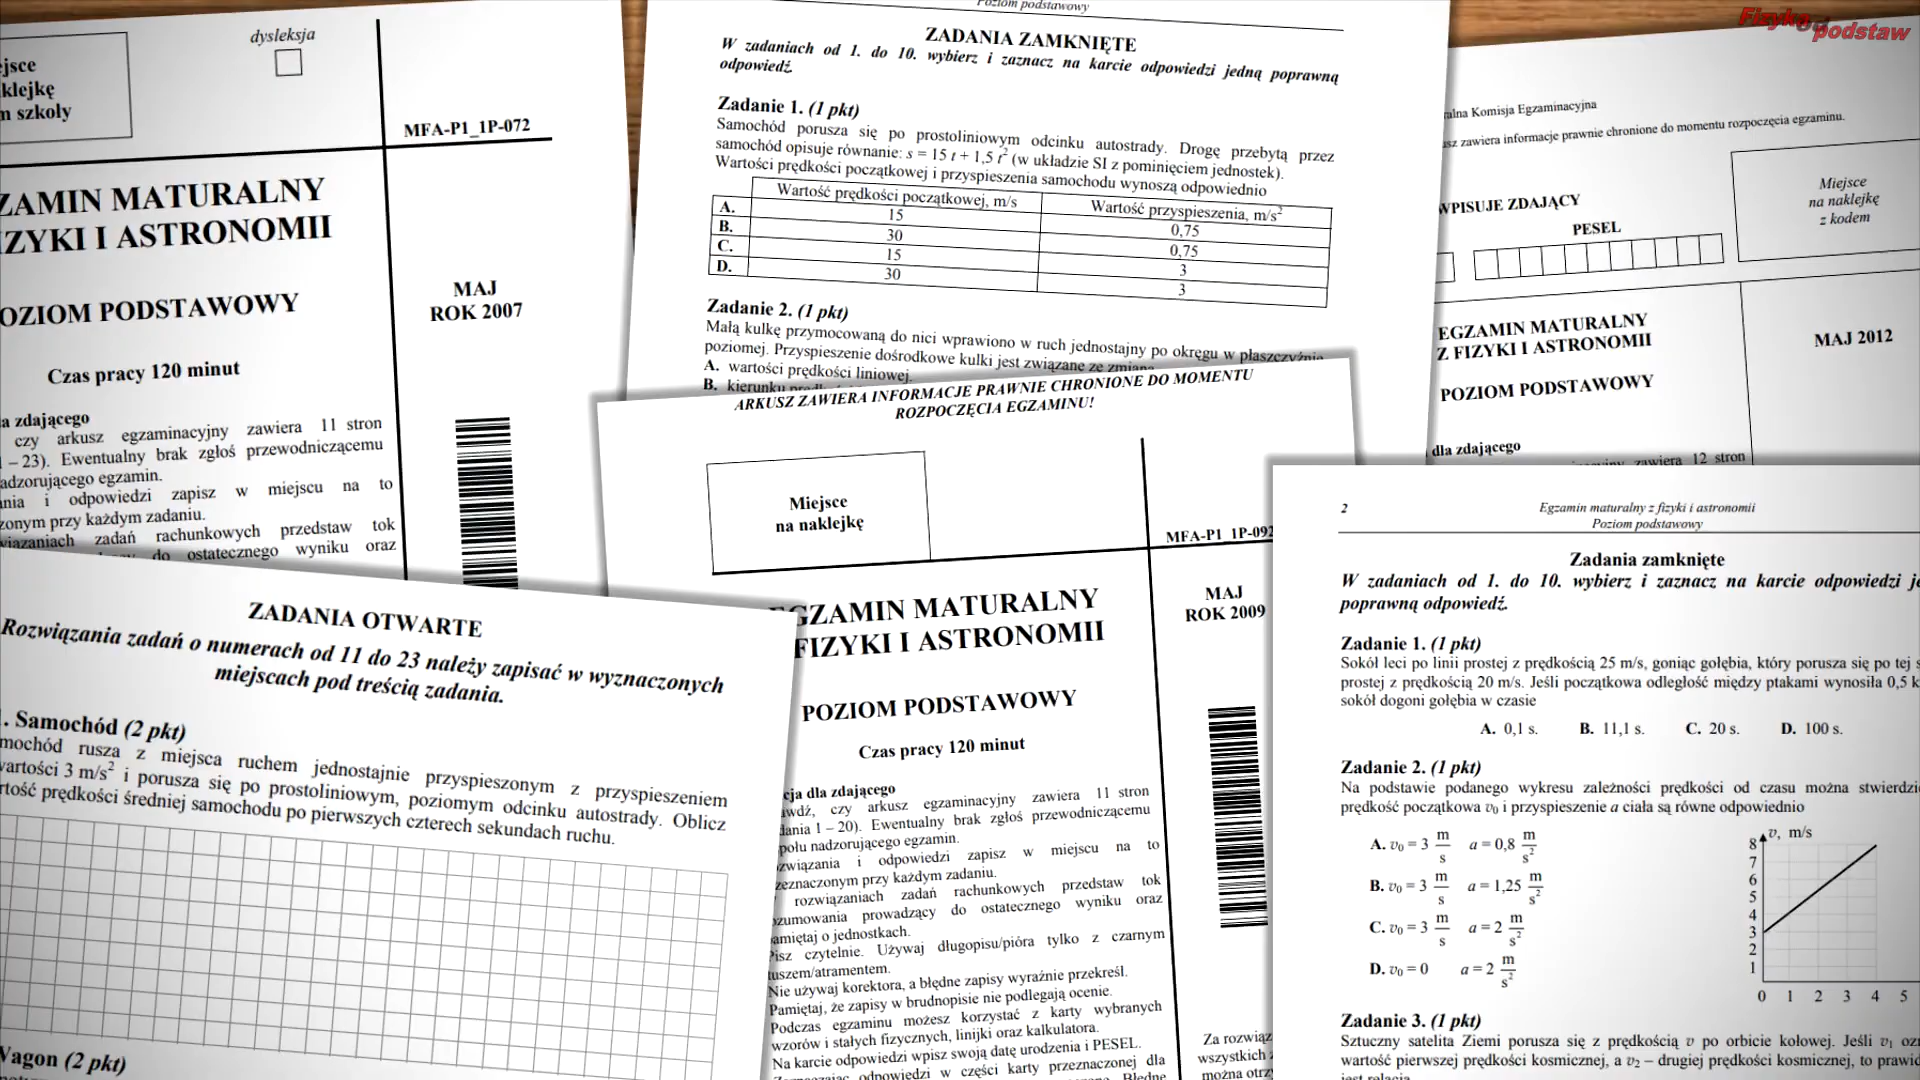 Fizyka od podstaw
dysleksja
jsce
klejkę
m szkoły
MFA-P1_1P-072
ZAMIN MATURALNY
ZYKI I ASTRONOMII
OZIOM PODSTAWOWY
MAJ
ROK 2007
Czas pracy 120 minut
a zdającego
czy arkusz egzaminacyjny zawiera 11 stron
– 23). Ewentualny brak zgłoś przewodniczącemu
adzorującego egzamin.
nia i odpowiedzi zapisz w miejscu na to
zonym przy każdym zadaniu.
wiązaniach zadań rachunkowych przedstaw tok
do ostatecznego wyniku oraz
Poziom podstawowy
ZADANIA ZAMKNIĘTE
W zadaniach od 1. do 10. wybierz i zaznacz na karcie odpowiedzi jedną poprawną
odpowiedź.
Zadanie 1. (1 pkt)
Samochód porusza się po prostoliniowym odcinku autostrady. Drogę przebytą przez
samochód opisuje równanie: s = 15 t + 1,5 t² (w układzie SI z pominięciem jednostek).
Wartości prędkości początkowej i przyspieszenia samochodu wynoszą odpowiednio
Wartość prędkości początkowej, m/s Wartość przyspieszenia, m/s²
A. 15 0,75
B. 30 0,75
C. 15 3
D. 30 3
Zadanie 2. (1 pkt)
Małą kulkę przymocowaną do nici wprawiono w ruch jednostajny po okręgu w płaszczyźnie
poziomej. Przyspieszenie dośrodkowe kulki jest związane ze zmianą
A. wartości prędkości liniowej.
B. kierunku
alna Komisja Egzaminacyjna
sz zawiera informacje prawnie chronione do momentu rozpoczęcia egzaminu.
WPISUJE ZDAJĄCY
PESEL
Miejsce
na naklejkę
z kodem
EGZAMIN MATURALNY
Z FIZYKI I ASTRONOMII
MAJ 2012
POZIOM PODSTAWOWY
dla zdającego
zawiera 12 stron
ARKUSZ ZAWIERA INFORMACJE PRAWNIE CHRONIONE DO MOMENTU
ROZPOCZĘCIA EGZAMINU!
Miejsce
na naklejkę
MFA-P1_1P-092
EGZAMIN MATURALNY
FIZYKI I ASTRONOMII
MAJ
ROK 2009
POZIOM PODSTAWOWY
Czas pracy 120 minut
cja dla zdającego
awdź, czy arkusz egzaminacyjny zawiera 11 stron
dania 1 – 20). Ewentualny brak zgłoś przewodniczącemu
połu nadzorującego egzamin.
związania i odpowiedzi zapisz w miejscu na to
zeznaczonym przy każdym zadaniu.
rozwiązaniach zadań rachunkowych przedstaw tok
ozumowania prowadzący do ostatecznego wyniku oraz
amiętaj o jednostkach.
Pisz czytelnie. Używaj długopisu/pióra tylko z czarnym
tuszem/atramentem.
Nie używaj korektora, a błędne zapisy wyraźnie przekreśl.
Pamiętaj, że zapisy w brudnopisie nie podlegają ocenie.
Podczas egzaminu możesz korzystać z karty wybranych
wzorów i stałych fizycznych, linijki oraz kalkulatora.
Na karcie odpowiedzi wpisz swoją datę urodzenia i PESEL.
odpowiedzi w części karty przeznaczonej dla
Błędne
Za rozwiąz
wszystkich
można otrz
ZADANIA OTWARTE
Rozwiązania zadań o numerach od 11 do 23 należy zapisać w wyznaczonych
miejscach pod treścią zadania.
. Samochód (2 pkt)
mochód rusza z miejsca ruchem jednostajnie przyspieszonym z przyspieszeniem
wartości 3 m/s² i porusza się po prostoliniowym, poziomym odcinku autostrady. Oblicz
rtość prędkości średniej samochodu po pierwszych czterech sekundach ruchu.
Wagon (2 pkt)
2
Egzamin maturalny z fizyki i astronomii
Poziom podstawowy
Zadania zamknięte
W zadaniach od 1. do 10. wybierz i zaznacz na karcie odpowiedzi je
poprawną odpowiedź.
Zadanie 1. (1 pkt)
Sokół leci po linii prostej z prędkością 25 m/s, goniąc gołębia, który porusza się po tej s
prostej z prędkością 20 m/s. Jeśli początkowa odległość między ptakami wynosiła 0,5 k
sokół dogoni gołębia w czasie
A. 0,1 s. B. 11,1 s. C. 20 s. D. 100 s.
Zadanie 2. (1 pkt)
Na podstawie podanego wykresu zależności prędkości od czasu można stwierdzi
prędkość początkowa v₀ i przyspieszenie a ciała są równe odpowiednio
A. v₀ = 3 m/s a = 0,8 m/s²
B. v₀ = 3 m/s a = 1,25 m/s²
C. v₀ = 3 m/s a = 2 m/s²
D. v₀ = 0 a = 2 m/s²
v, m/s
8
7
6
5
4
3
2
1
0 1 2 3 4 5
Zadanie 3. (1 pkt)
Sztuczny satelita Ziemi porusza się z prędkością v po orbicie kołowej. Jeśli v₁ ozn
wartość pierwszej prędkości kosmicznej, a v₂ – drugiej prędkości kosmicznej, to prawid
jest relacja